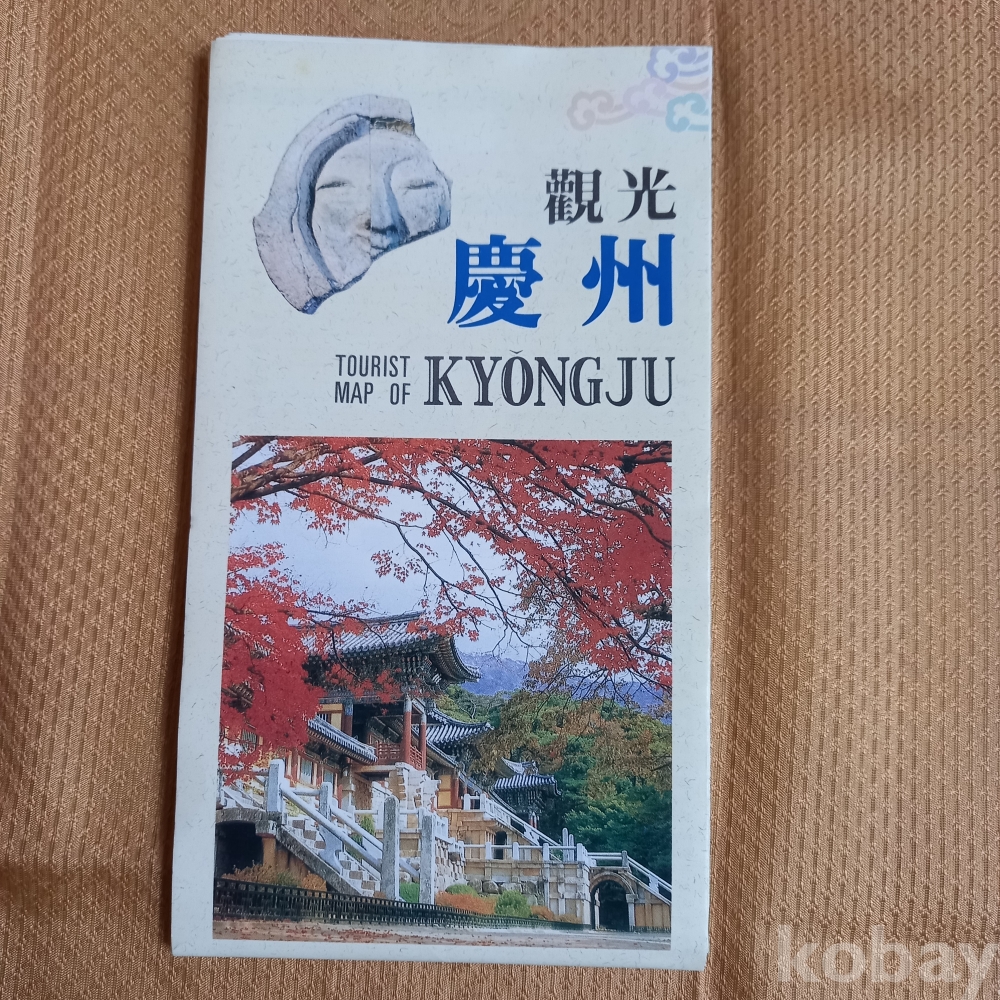 觀光
慶州
TOURIST
MAP OF KYŎNGJU
kobay